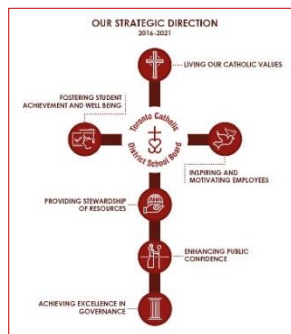 OUR STRATEGIC DIRECTION
2016-2021
LIVING OUR CATHOLIC VALUES
FOSTERING STUDENT
ACHIEVEMENT AND WELL BEING
Toronto Catholic
District School Board
INSPIRING AND
MOTIVATING EMPLOYEES
PROVIDING STEWARDSHIP
OF RESOURCES
ENHANCING PUBLIC
CONFIDENCE
ACHIEVING EXCELLENCE IN
GOVERNANCE